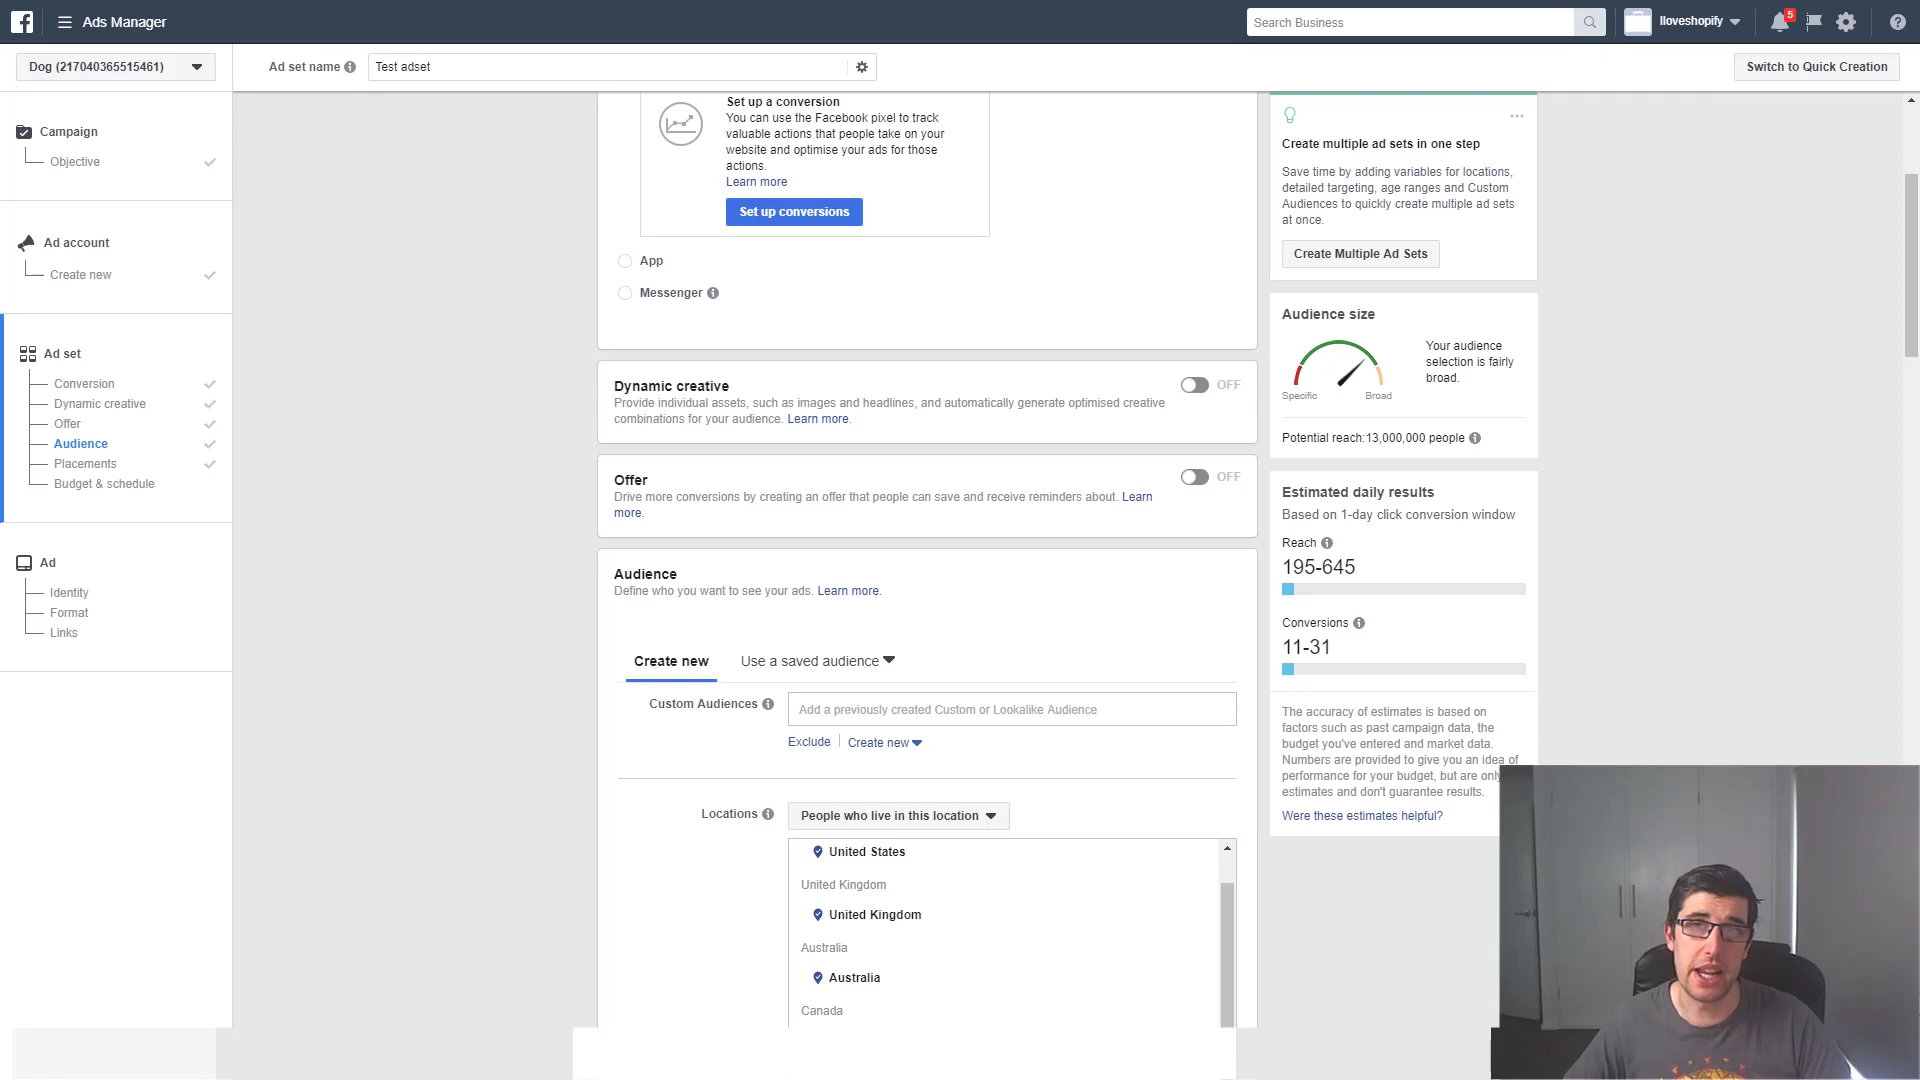 Ads Manager
Search Business
Iloveshopify
5
Dog (217040365515461)
Ad set name
Test adset
Switch to Quick Creation
Campaign
Objective
Ad account
Create new
Ad set
Conversion
Dynamic creative
Offer
Audience
Placements
Budget & schedule
Ad
Identity
Format
Links
Set up a conversion
You can use the Facebook pixel to track
valuable actions that people take on your
website and optimise your ads for those
actions.
Learn more
Set up conversions
App
Messenger
Dynamic creative
OFF
Provide individual assets, such as images and headlines, and automatically generate optimised creative
combinations for your audience. Learn more.
Offer
OFF
Drive more conversions by creating an offer that people can save and receive reminders about. Learn
more.
Audience
Define who you want to see your ads. Learn more.
Create new
Use a saved audience
Custom Audiences
Add a previously created Custom or Lookalike Audience
Exclude
Create new
Locations
People who live in this location
United States
United Kingdom
United Kingdom
Australia
Australia
Canada
Create multiple ad sets in one step
Save time by adding variables for locations,
detailed targeting, age ranges and Custom
Audiences to quickly create multiple ad sets
at once.
Create Multiple Ad Sets
Audience size
Your audience
selection is fairly
broad.
Specific
Broad
Potential reach:13,000,000 people
Estimated daily results
Based on 1-day click conversion window
Reach
195-645
Conversions
11-31
The accuracy of estimates is based on
factors such as past campaign data, the
budget you've entered and market data.
Numbers are provided to give you an idea of
performance for your budget, but are only
estimates and don't guarantee results.
Were these estimates helpful?